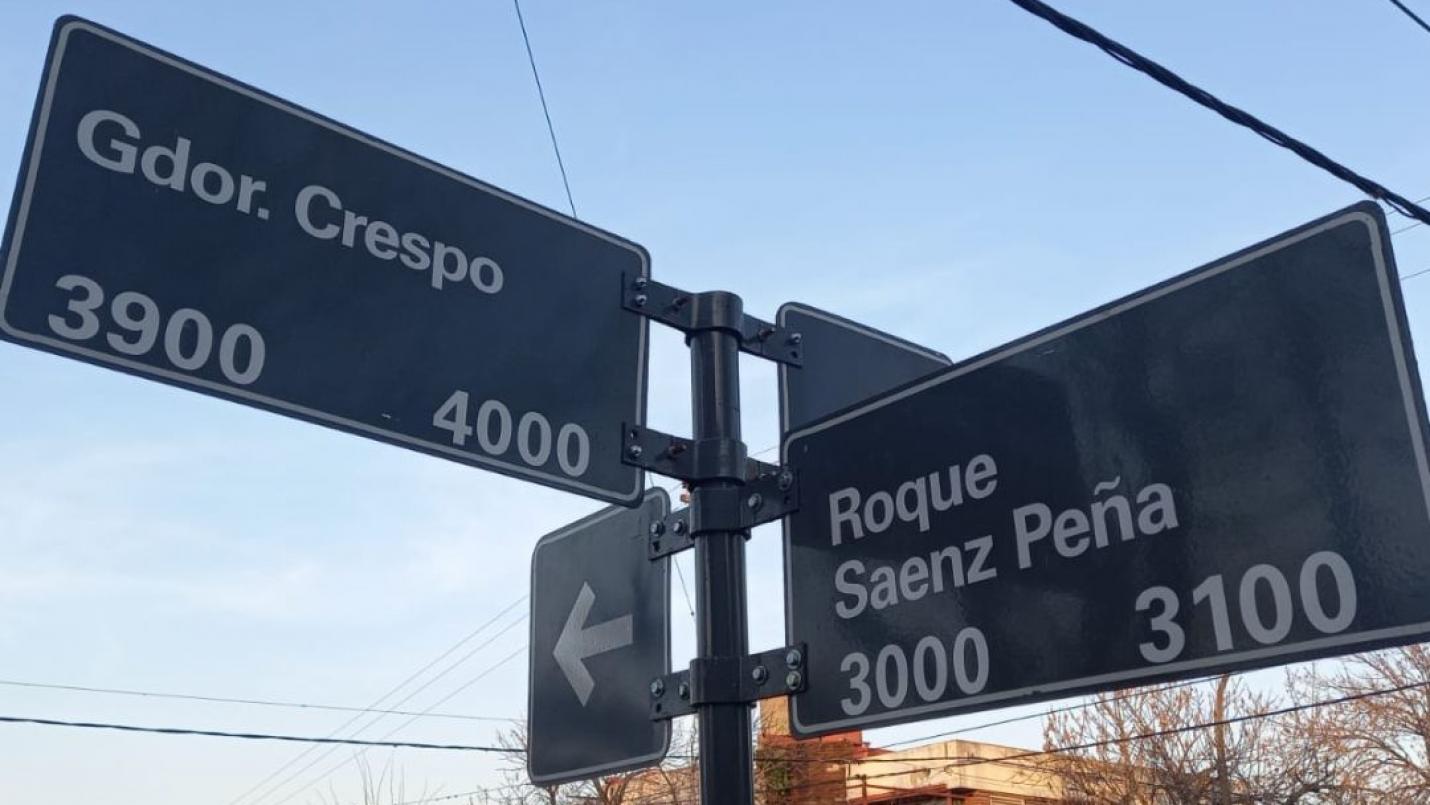 Gdor. Crespo
3900 4000
Roque
Saenz Peña
3000 3100